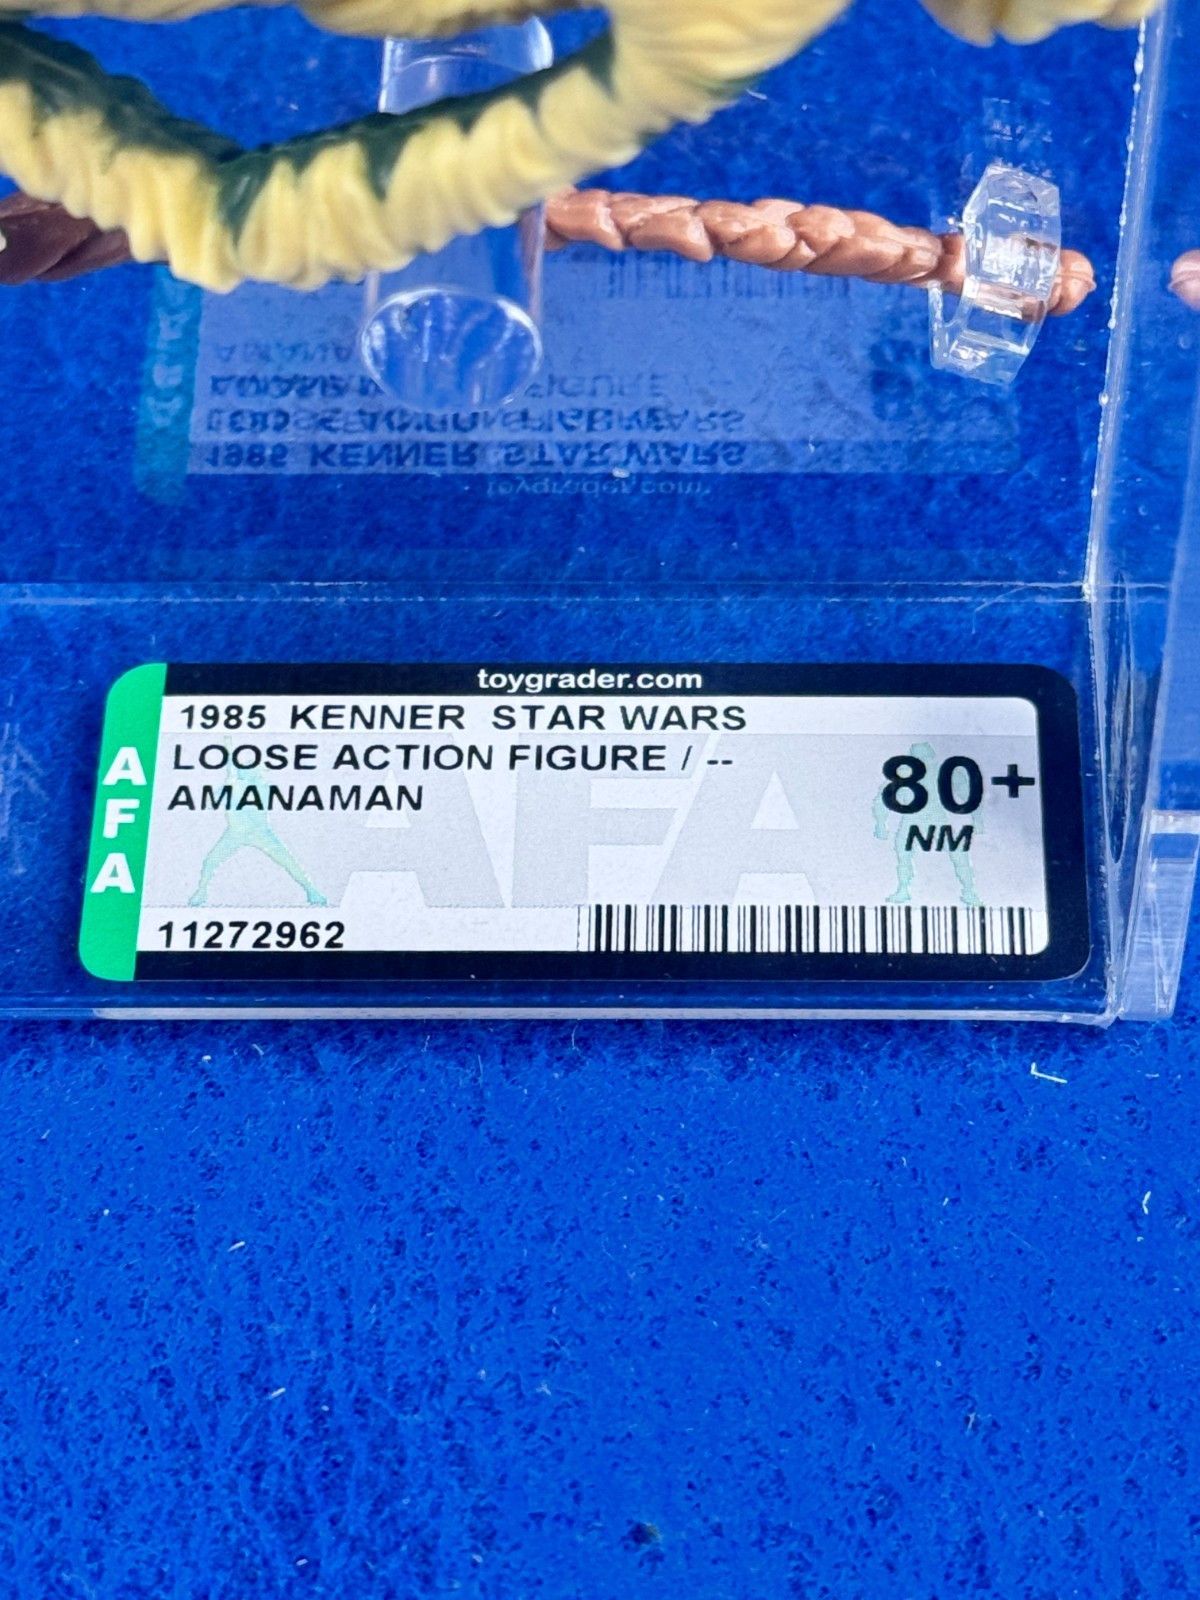 toygrader.com
1985 KENNER STAR WARS
LOOSE ACTION FIGURE / --
AMANAMAN
80+
NM
AFA
11272962